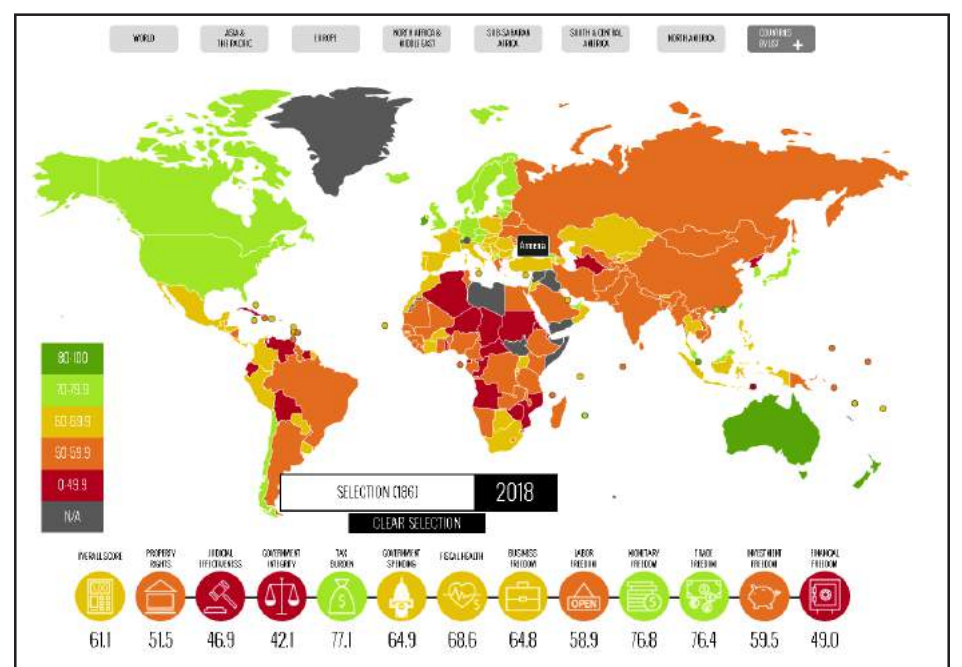 WORLD
ASIA &
THE PACIFIC
EUROPE
NORTH AFRICA &
MIDDLE EAST
SUB-SAHARAN
AFRICA
SOUTH & CENTRAL
AMERICA
NORTH AMERICA
COUNTRIES
BY LIST +
Armenia
80-100
70-79.9
60-69.9
50-59.9
0-49.9
N/A
SELECTION (186)
2018
CLEAR SELECTION
OVERALL SCORE
PROPERTY
RIGHTS
JUDICIAL
EFFECTIVENESS
GOVERNMENT
INTEGRITY
TAX
BURDEN
GOVERNMENT
SPENDING
FISCAL HEALTH
BUSINESS
FREEDOM
LABOR
FREEDOM
MONETARY
FREEDOM
TRADE
FREEDOM
INVESTMENT
FREEDOM
FINANCIAL
FREEDOM
$
$
OPEN
$
61.1
51.5
46.9
42.1
77.1
64.9
68.6
64.8
58.9
76.8
76.4
59.5
49.0